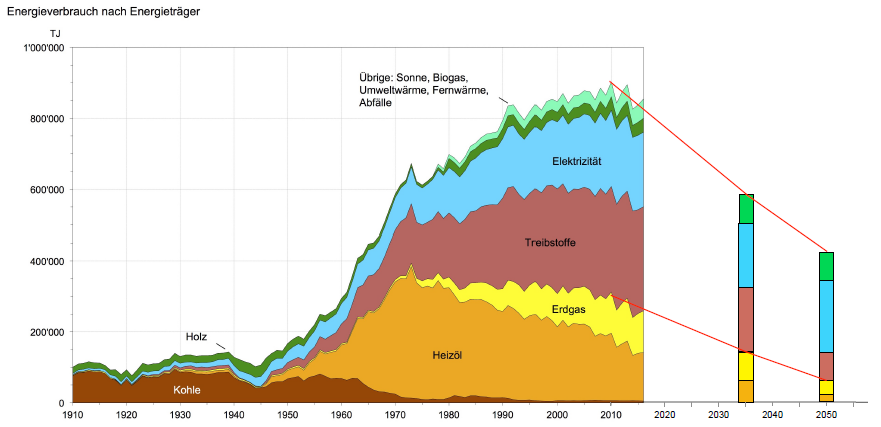 Energieverbrauch nach Energieträger
TJ
1'000'000
800'000
600'000
400'000
200'000
0
Übrige: Sonne, Biogas,
Umweltwärme, Fernwärme,
Abfälle
Elektrizität
Treibstoffe
Erdgas
Holz
Heizöl
Kohle
1910 1920 1930 1940 1950 1960 1970 1980 1990 2000 2010 2020 2030 2040 2050